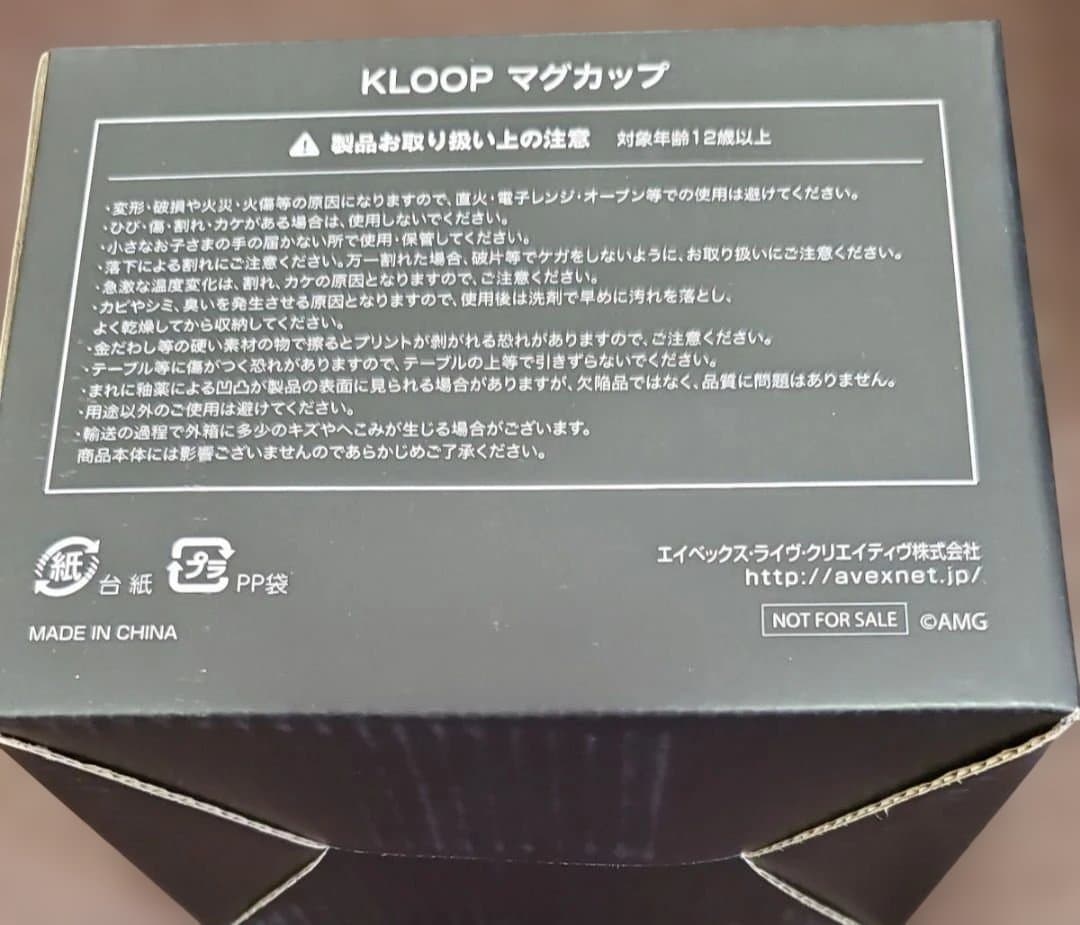 KLOOP マグカップ
⚠ 製品お取り扱い上の注意 対象年齢12歳以上
・変形・破損や火災・火傷等の原因になりますので、直火・電子レンジ・オーブン等での使用は避けてください。
・ひび・傷・割れ・カケがある場合は、使用しないでください。
・小さなお子さまの手の届かない所で使用・保管してください。
・落下による割れにご注意ください。万一割れた場合、破片等でケガをしないように、お取り扱いにご注意ください。
・急激な温度変化は、割れ、カケの原因となりますので、ご注意ください。
・カビやシミ、臭いを発生させる原因となりますので、使用後は洗剤で早めに汚れを落とし、
よく乾燥してから収納してください。
・金だわし等の硬い素材の物で擦るとプリントが剥がれる恐れがありますので、ご注意ください。
・テーブル等に傷がつく恐れがありますので、テーブルの上等で引きずらないでください。
・まれに釉薬による凹凸が製品の表面に見られる場合がありますが、欠陥品ではなく、品質に問題はありません。
・用途以外のご使用は避けてください。
・輸送の過程で外箱に多少のキズやへこみが生じる場合がございます。
商品本体には影響ございませんのであらかじめご了承ください。
紙 台紙 プラ PP袋
MADE IN CHINA
エイベックス・ライヴ・クリエイティヴ株式会社
http://avexnet.jp/
NOT FOR SALE ©AMG